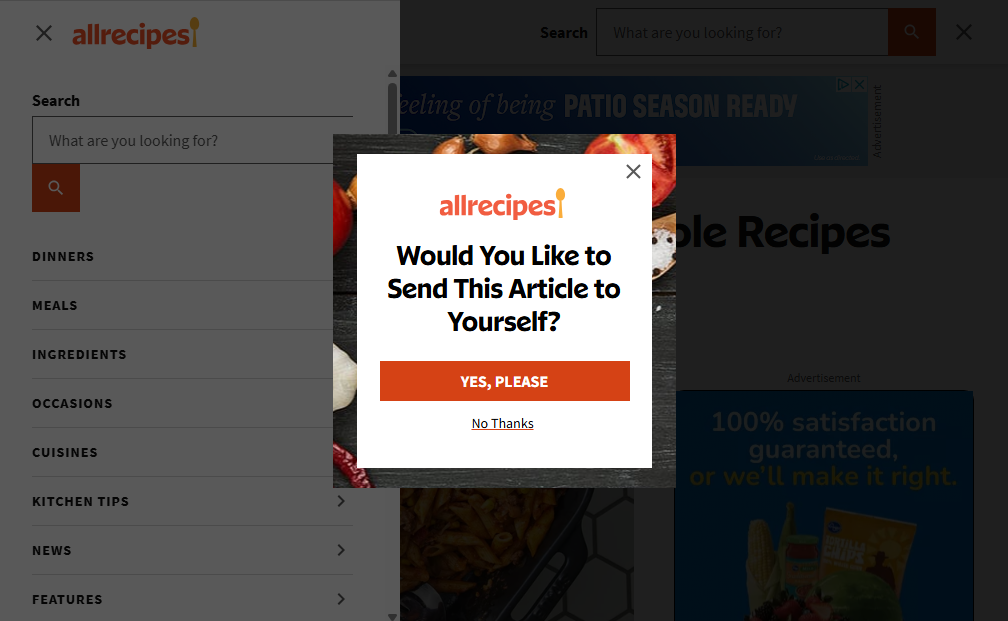 allrecipes
Search
What are you looking for?
DINNERS
MEALS
INGREDIENTS
OCCASIONS
CUISINES
KITCHEN TIPS
NEWS
FEATURES
Search
What are you looking for?
eeling of being PATIO SEASON READY
Advertisement
ple Recipes
allrecipes
Would You Like to
Send This Article to
Yourself?
YES, PLEASE
No Thanks
Advertisement
100% satisfaction
guaranteed,
or we'll make it right.